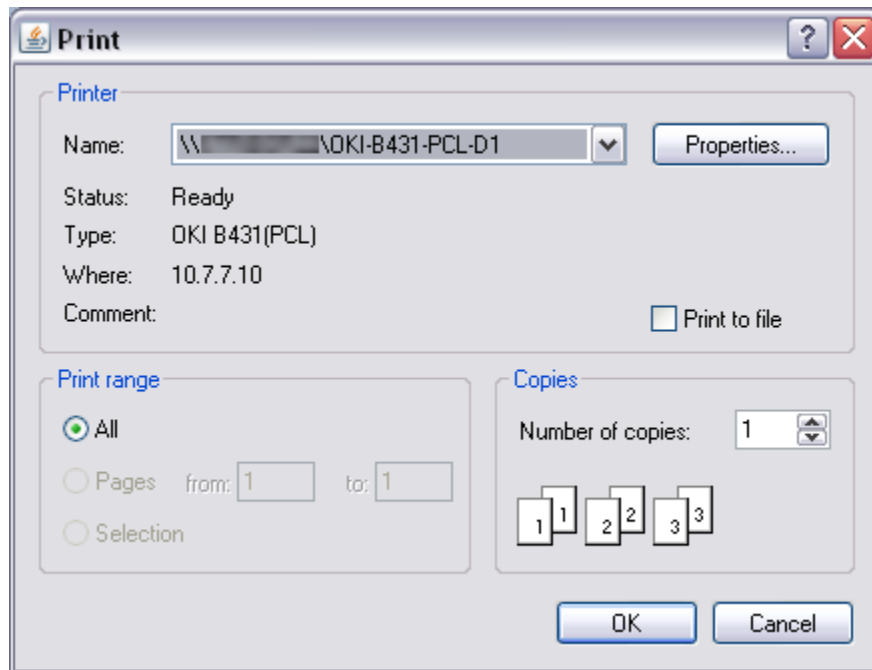 Print
Printer
Name: \\ \OKI-B431-PCL-D1 Properties...
Status: Ready
Type: OKI B431(PCL)
Where: 10.7.7.10
Comment: Print to file
Print range Copies
All Number of copies: 1
Pages from: 1 to: 1
Selection
1 1 2 2 3 3
OK Cancel